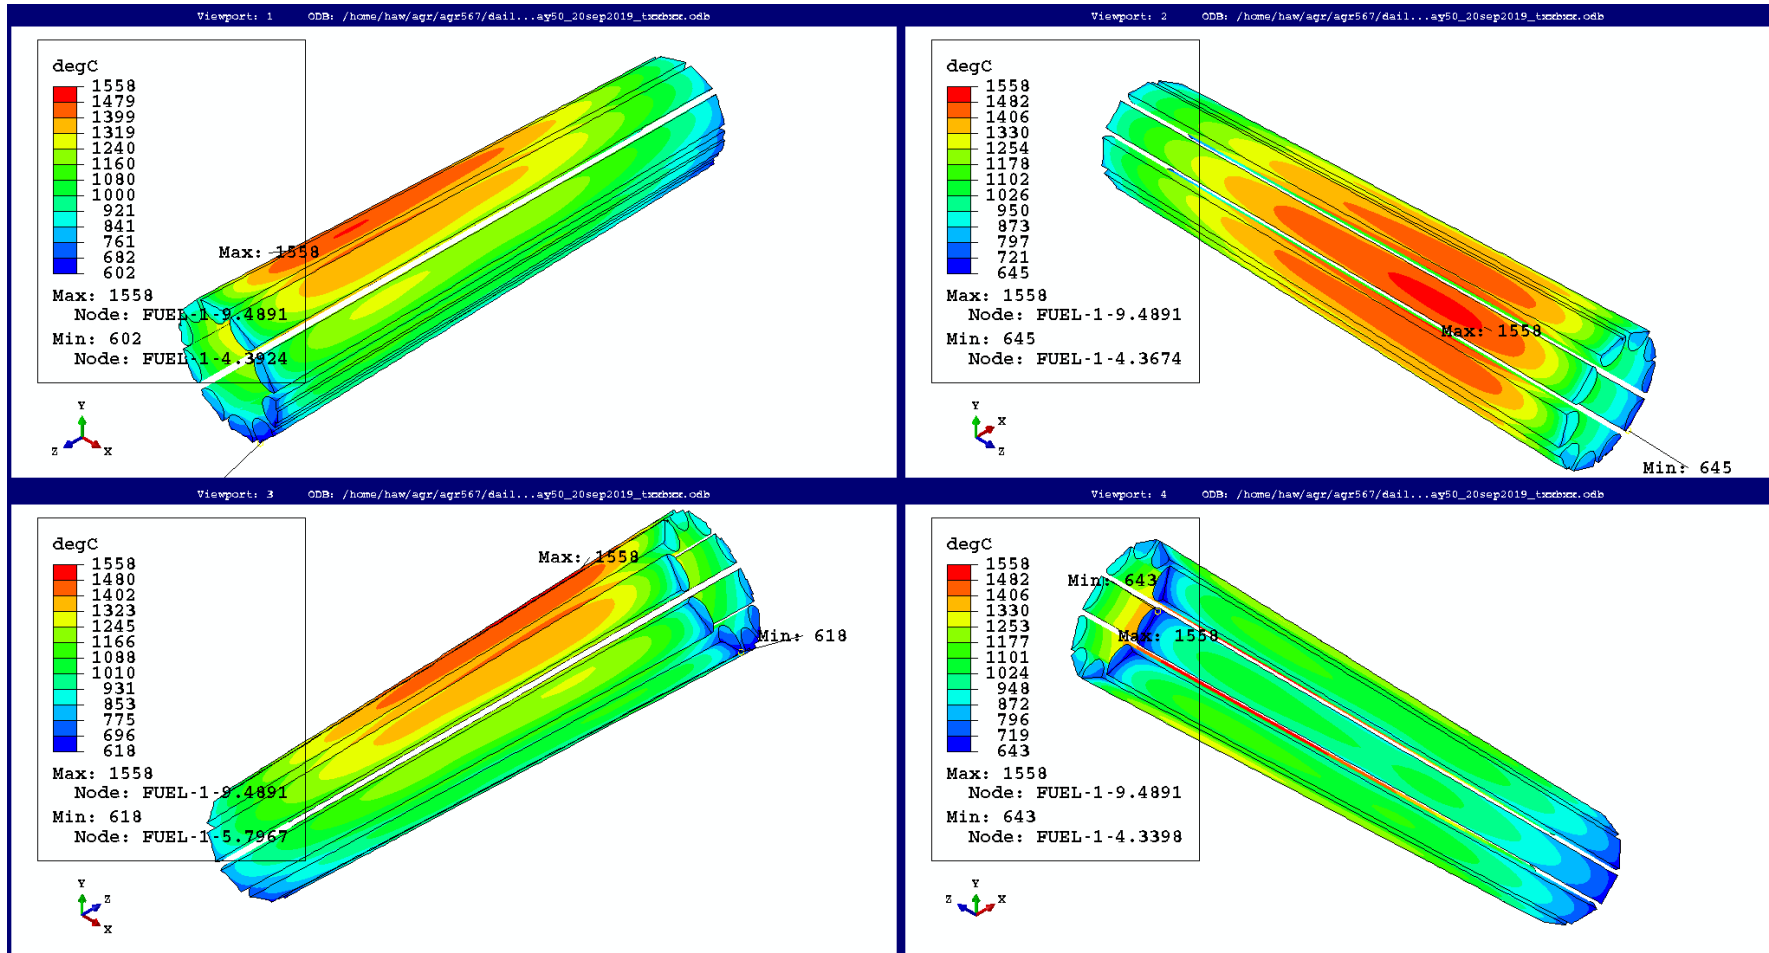 Viewport: 1 ODB: /home/haw/agr/agr567/dail...ay50_20sep2019_txxxbxxx.odb
degC
1558
1479
1399
1319
1240
1160
1080
1000
921
841
761
682
602
Max: 1558
Node: FUEL-1-9.4891
Min: 602
Node: FUEL-1-4.3924
Max: 1558
Y
Z
X
Viewport: 2 ODB: /home/haw/agr/agr567/dail...ay50_20sep2019_txxxbxxx.odb
degC
1558
1482
1406
1330
1254
1178
1102
1026
950
873
797
721
645
Max: 1558
Node: FUEL-1-9.4891
Min: 645
Node: FUEL-1-4.3674
Max: 1558
Min: 645
Y
X
Z
Viewport: 3 ODB: /home/haw/agr/agr567/dail...ay50_20sep2019_txxxbxxx.odb
degC
1558
1480
1402
1323
1245
1166
1088
1010
931
853
775
696
618
Max: 1558
Node: FUEL-1-9.4891
Min: 618
Node: FUEL-1-5.7967
Max: 1558
Min: 618
Y
Z
X
Viewport: 4 ODB: /home/haw/agr/agr567/dail...ay50_20sep2019_txxxbxxx.odb
degC
1558
1482
1406
1330
1253
1177
1101
1024
948
872
796
719
643
Max: 1558
Node: FUEL-1-9.4891
Min: 643
Node: FUEL-1-4.3398
Min: 643
Max: 1558
Y
Z
X